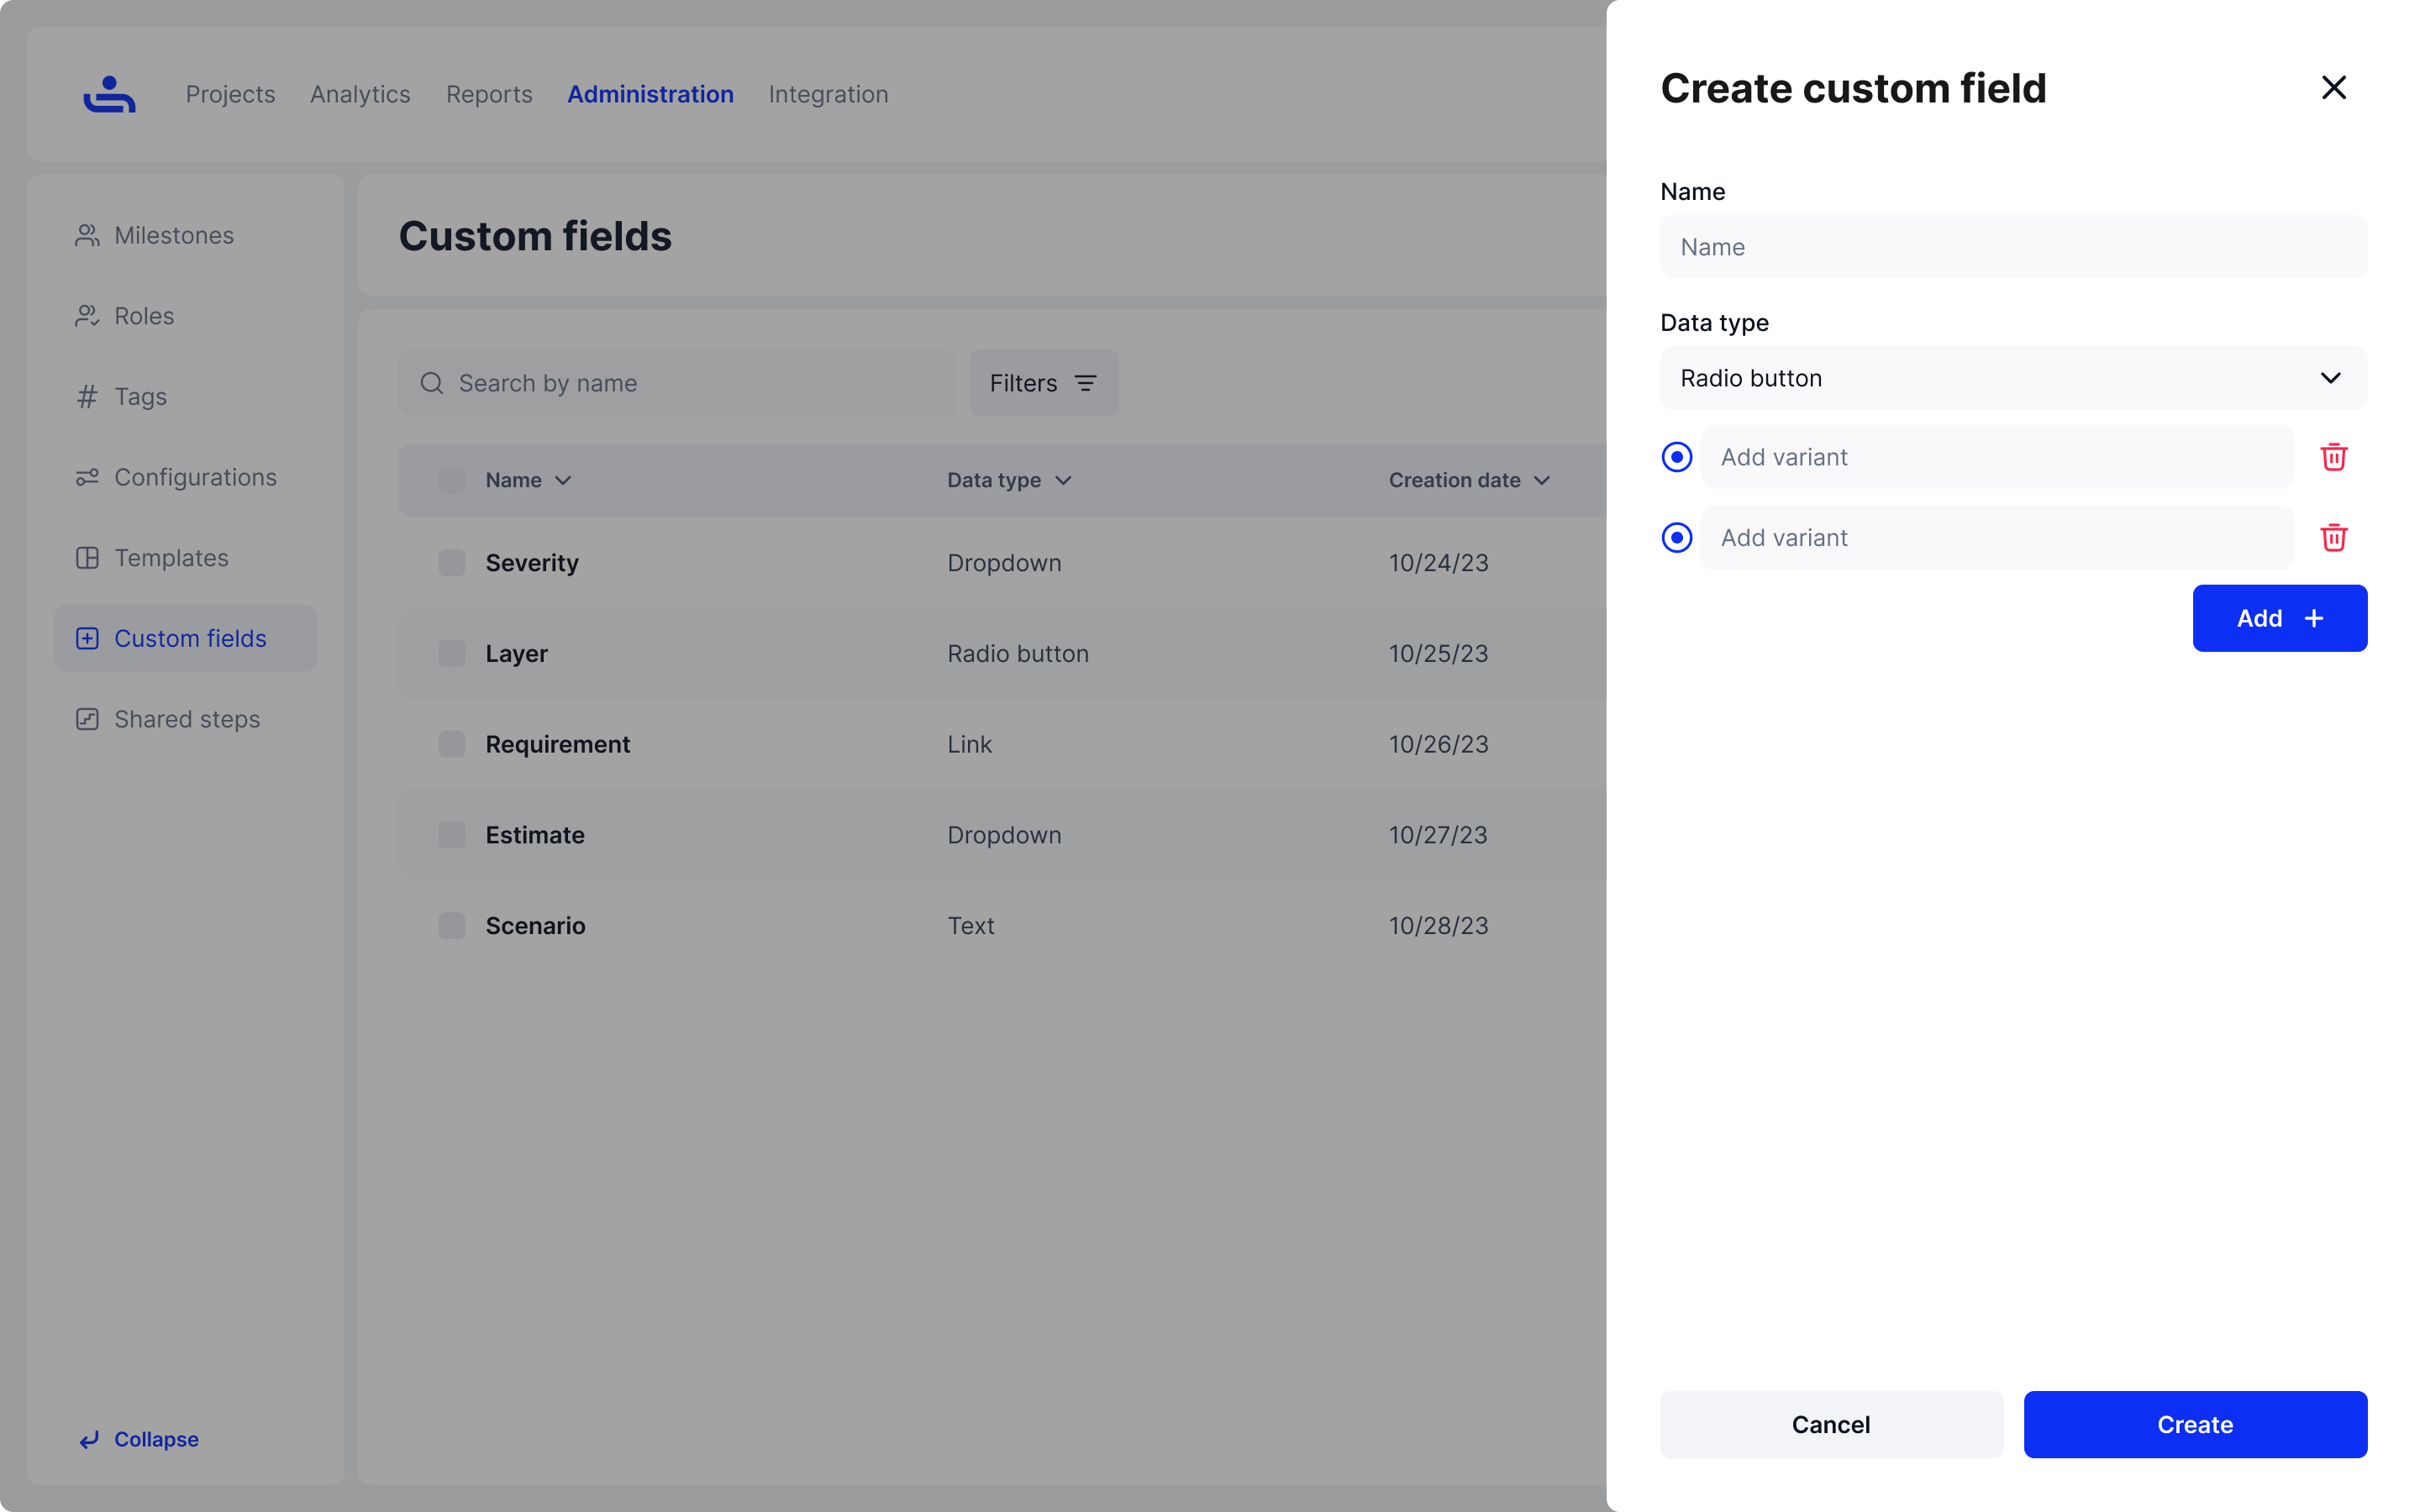 Projects Analytics Reports Administration Integration
Milestones
Roles
Tags
Configurations
Templates
Custom fields
Shared steps
Collapse
Custom fields
Search by name
Filters
Name Data type Creation date
Severity Dropdown 10/24/23
Layer Radio button 10/25/23
Requirement Link 10/26/23
Estimate Dropdown 10/27/23
Scenario Text 10/28/23
Create custom field
Name
Name
Data type
Radio button
Add variant
Add variant
Add
Cancel Create